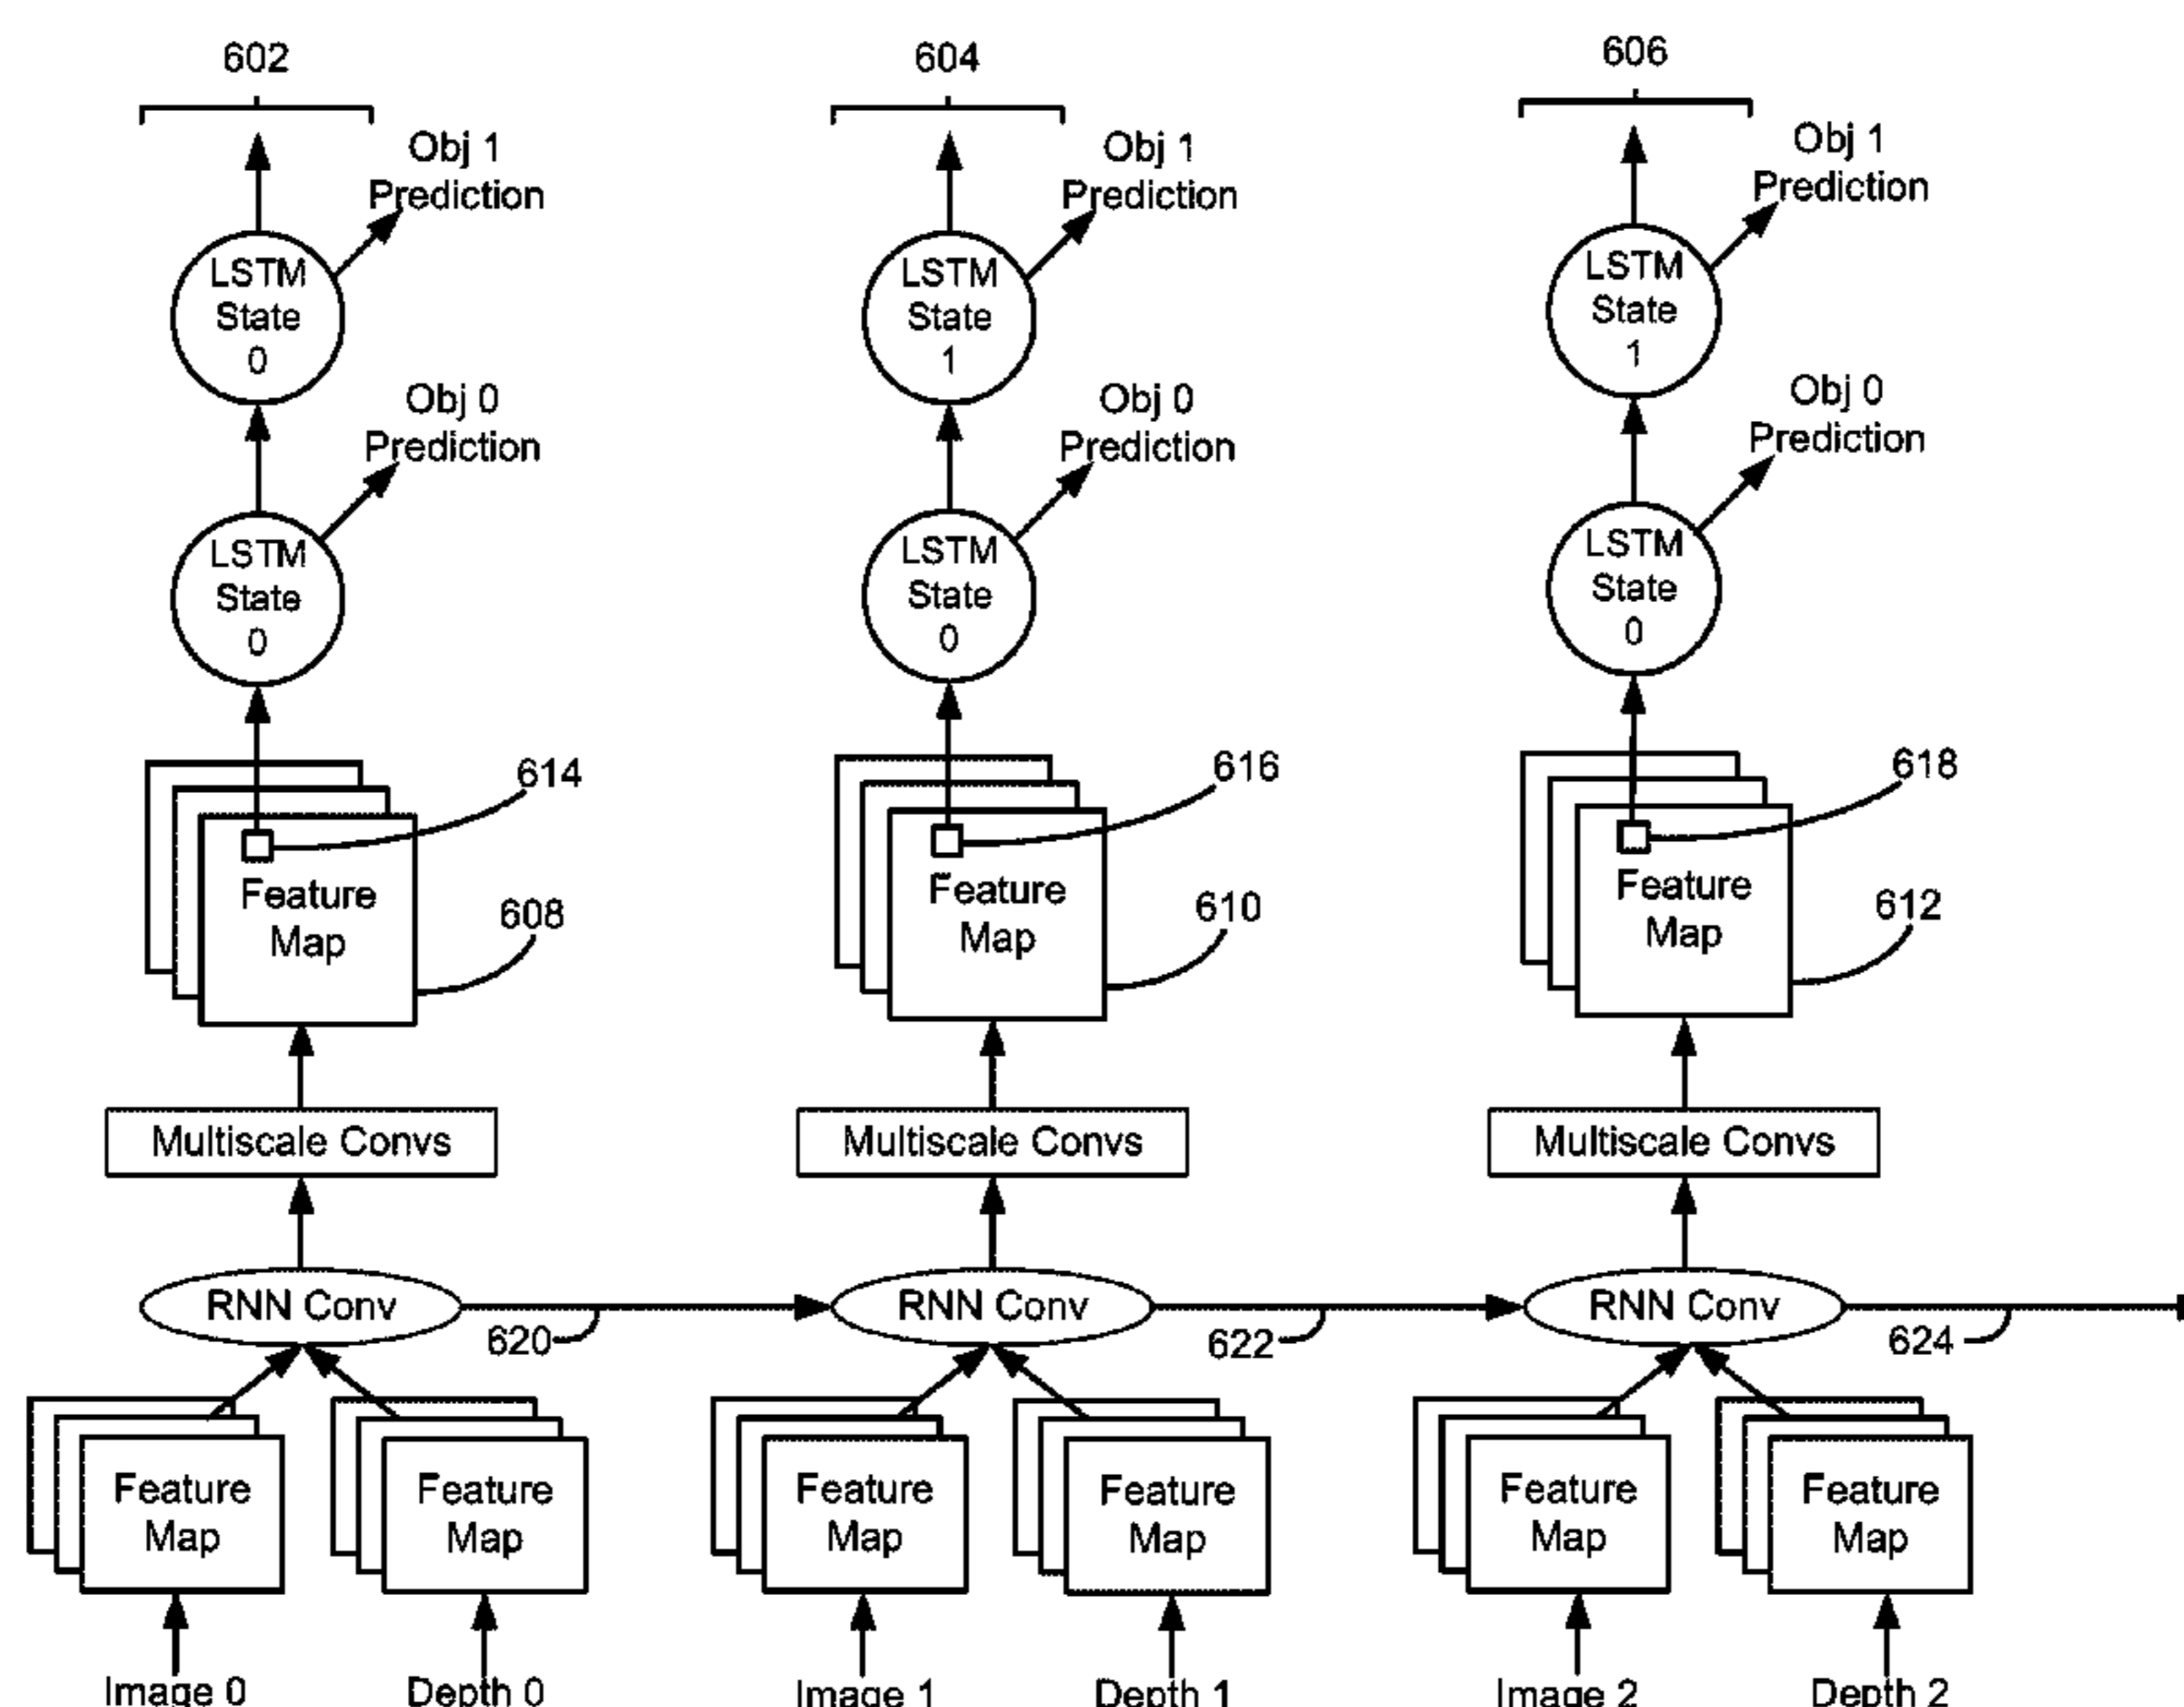 602
604
606
Obj 1
Prediction
Obj 1
Prediction
Obj 1
Prediction
LSTM
State
0
LSTM
State
1
LSTM
State
1
Obj 0
Prediction
Obj 0
Prediction
Obj 0
Prediction
LSTM
State
0
LSTM
State
0
LSTM
State
0
614
616
618
Feature
Map
Feature
Map
Feature
Map
608
610
612
Multiscale Convs
Multiscale Convs
Multiscale Convs
RNN Conv
RNN Conv
RNN Conv
620
622
624
Feature
Map
Feature
Map
Feature
Map
Feature
Map
Feature
Map
Feature
Map
Image 0
Depth 0
Image 1
Depth 1
Image 2
Depth 2